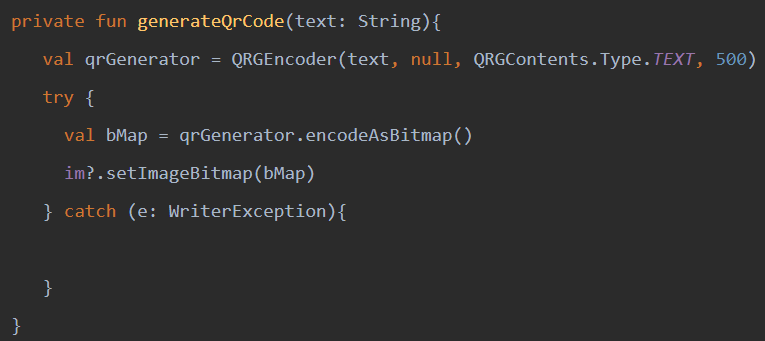 private fun generateQrCode(text: String){
val qrGenerator = QRGEncoder(text, null, QRGContents.Type.TEXT, 500)
try {
val bMap = qrGenerator.encodeAsBitmap()
im?.setImageBitmap(bMap)
} catch (e: WriterException){
}
}